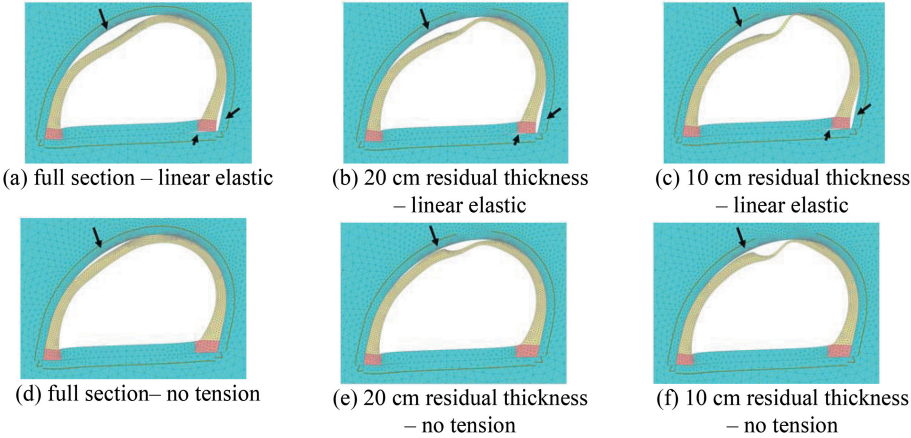 (a) full section – linear elastic
(b) 20 cm residual thickness
– linear elastic
(c) 10 cm residual thickness
– linear elastic
(d) full section– no tension
(e) 20 cm residual thickness
– no tension
(f) 10 cm residual thickness
– no tension